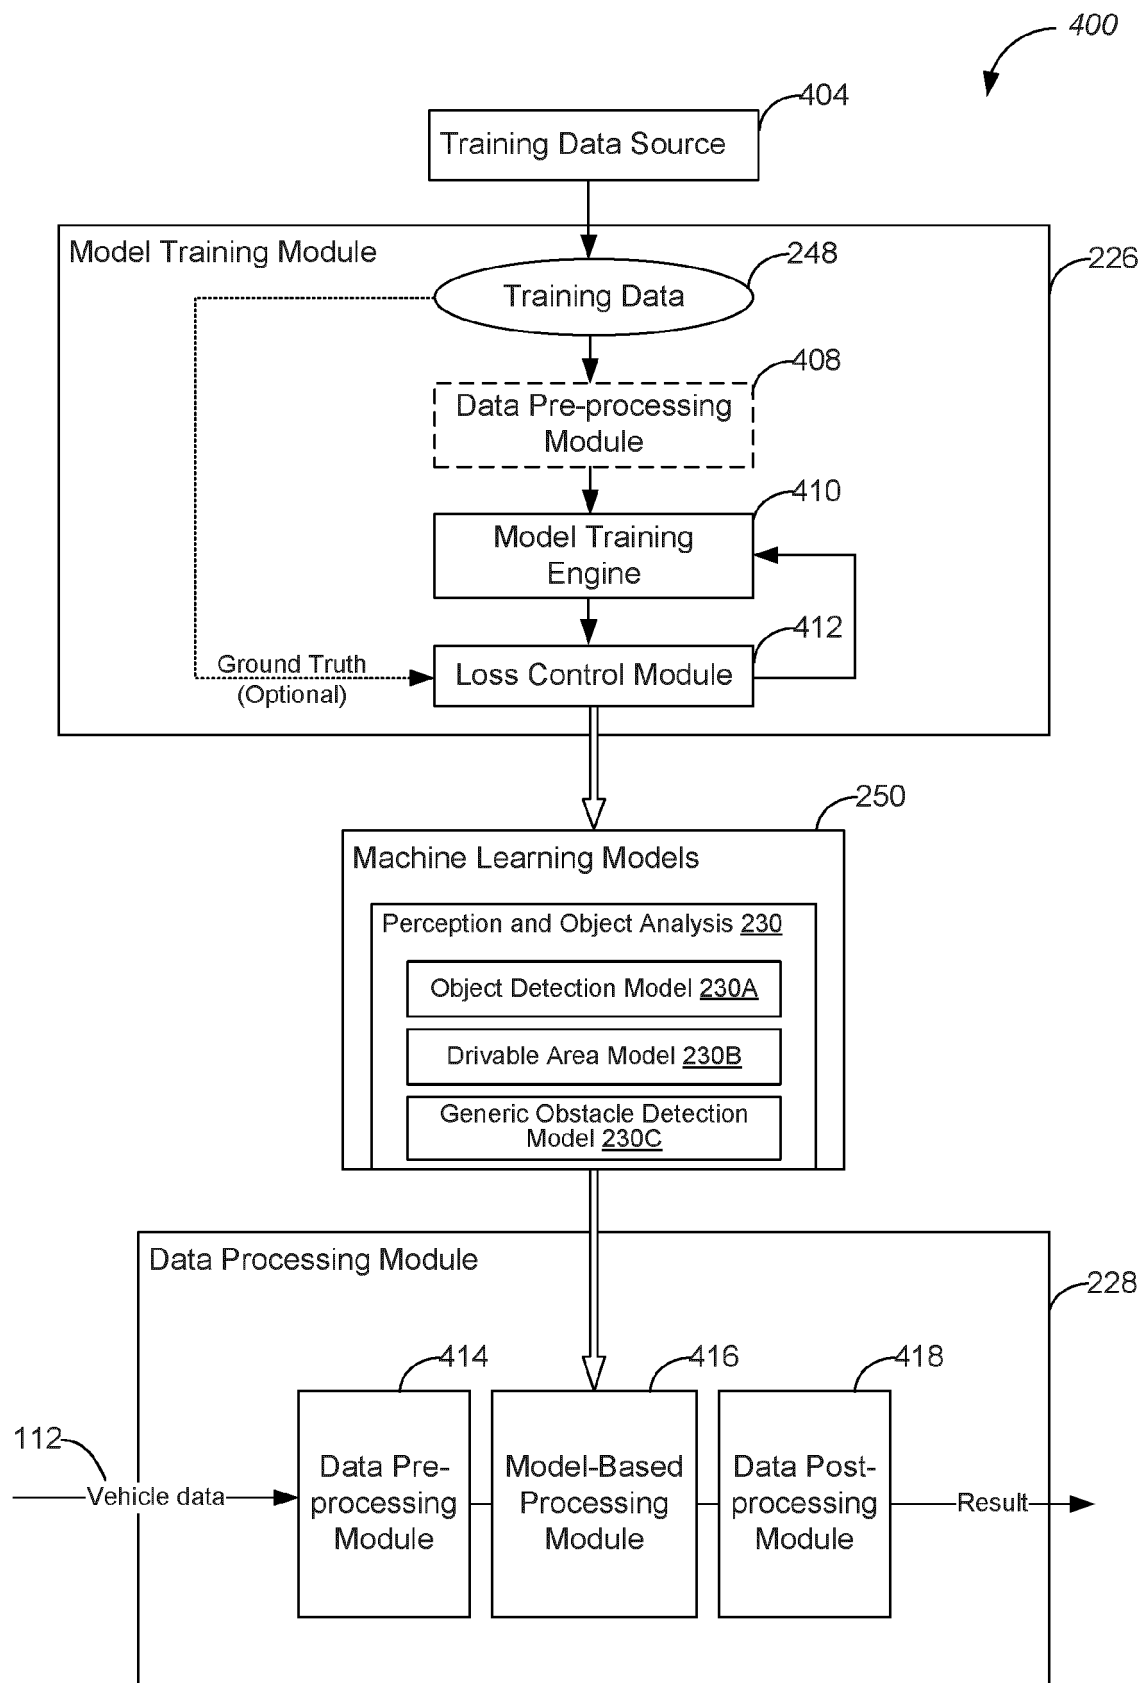 400
404
Training Data Source
Model Training Module
226
248
Training Data
408
Data Pre-processing
Module
410
Model Training
Engine
412
Ground Truth
(Optional)
Loss Control Module
250
Machine Learning Models
Perception and Object Analysis 230
Object Detection Model 230A
Drivable Area Model 230B
Generic Obstacle Detection
Model 230C
Data Processing Module
228
414
416
418
112
Vehicle data
Data Pre-
processing
Module
Model-Based
Processing
Module
Data Post-
processing
Module
Result